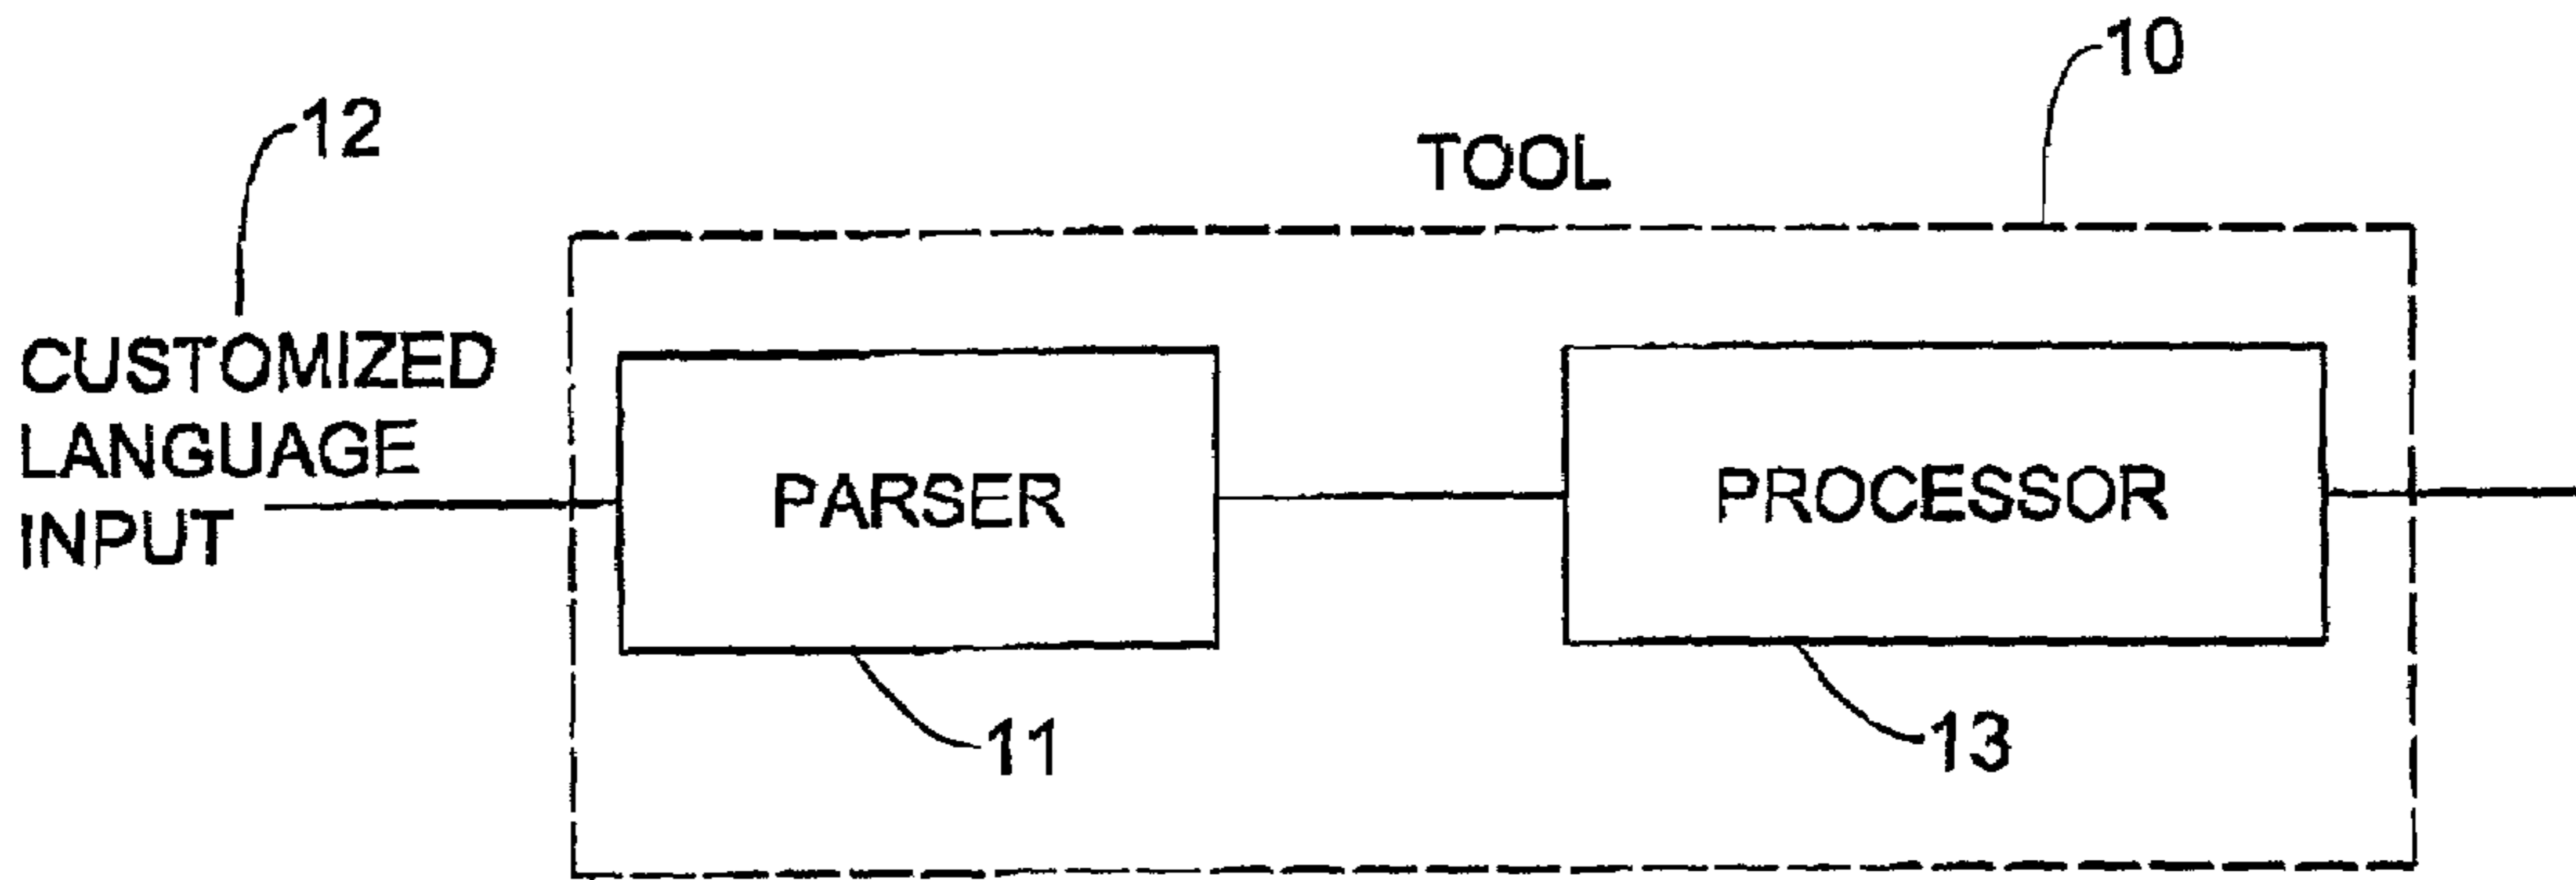 10
12
TOOL
CUSTOMIZED
LANGUAGE
INPUT
PARSER
PROCESSOR
11
13